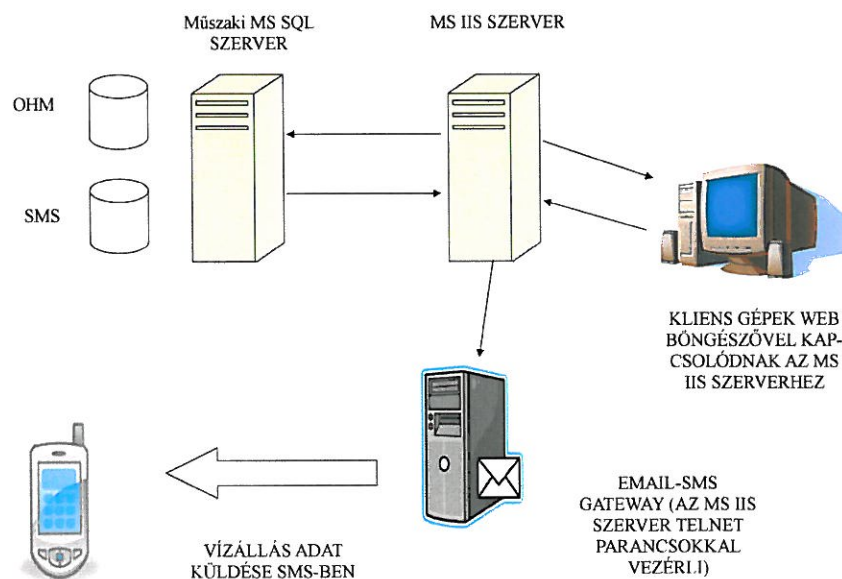 Műszaki MS SQL
SZERVER
MS IIS SZERVER
OHM
SMS
KLIENS GÉPEK WEB
BÖNGÉSZŐVEL KAP-
CSOLÓDNAK AZ MS
IIS SZERVERHEZ
EMAIL-SMS
GATEWAY (AZ MS IIS
SZERVER TELNET
PARANCSOKKAL
VEZÉRLI)
VÍZÁLLÁS ADAT
KÜLDÉSE SMS-BEN